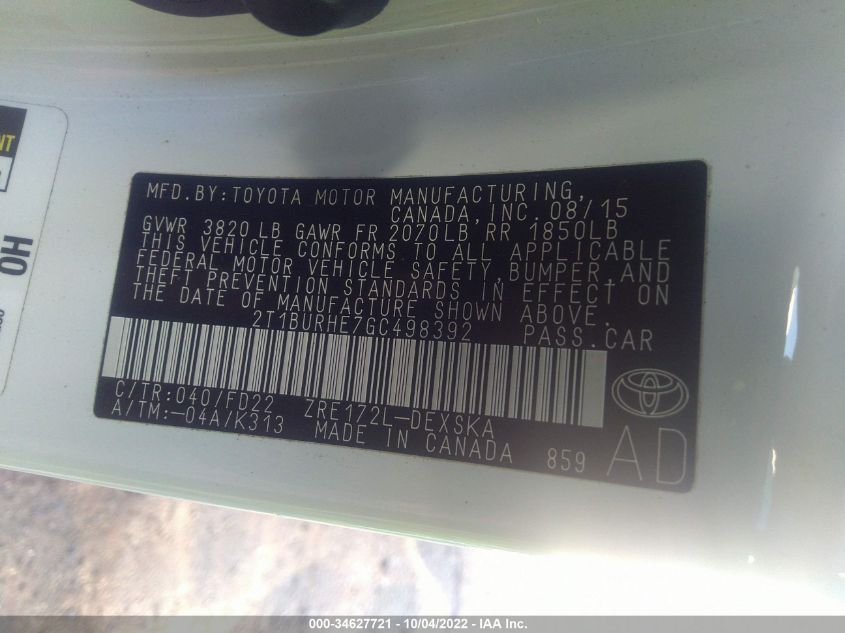 NT
HO
MFD.BY:TOYOTA MOTOR MANUFACTURING,
CANADA, INC. 08/15
GVWR 3820 LB GAWR FR 2070LB RR 1850LB
THIS VEHICLE CONFORMS TO ALL APPLICABLE
FEDERAL MOTOR VEHICLE SAFETY, BUMPER, AND
THEFT PREVENTION STANDARDS IN EFFECT ON
THE DATE OF MANUFACTURE SHOWN ABOVE.
2T1BURHE7GC498392 PASS.CAR
C/TR:040/FD22 ZRE172L-DEXSKA
A/TM:-04A/K313 MADE IN CANADA 859
AD
000-34627721 - 10/04/2022 - IAA Inc.